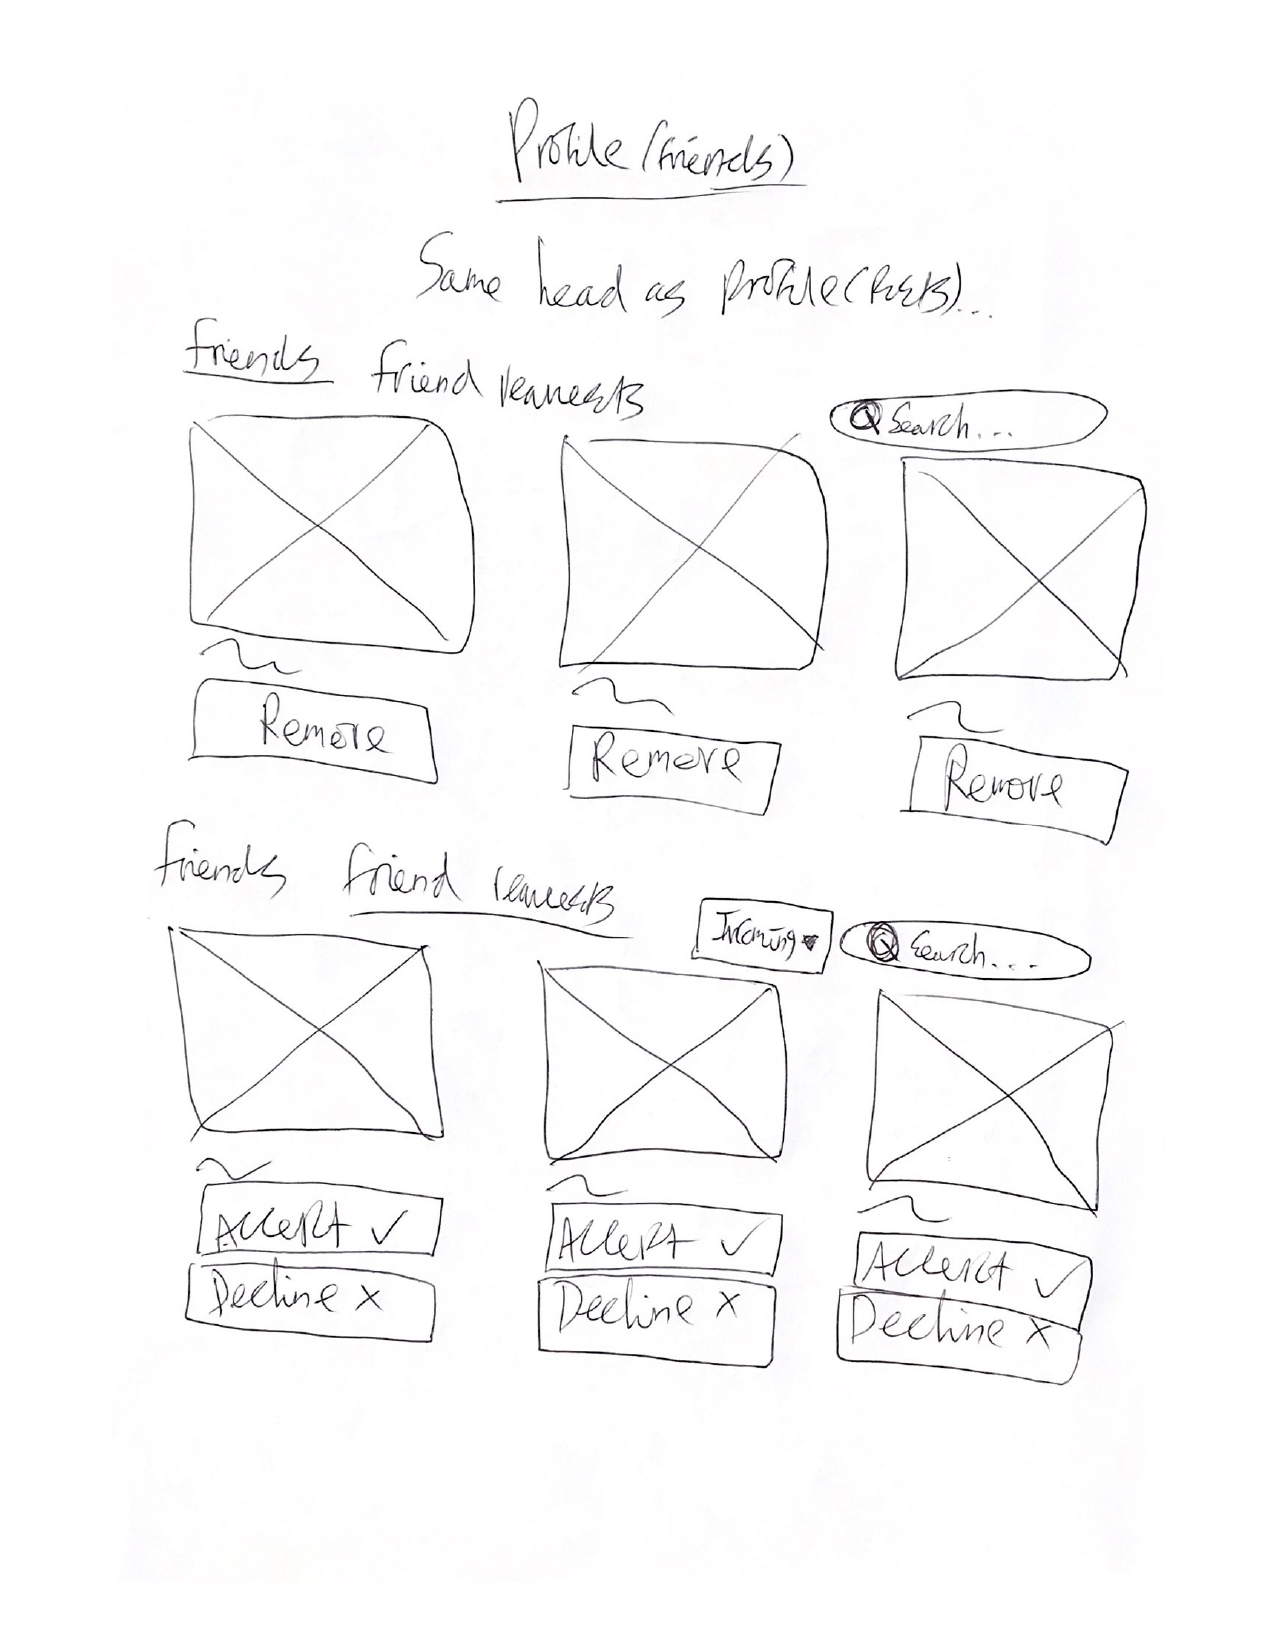 Profile (friends)
Same head as profile (Posts)...
friends friend requests
Search...
Remove Remove Remove
friends friend requests
Incoming Search...
Accept ✓ Accept ✓ Accept ✓
Decline x Decline x Decline x